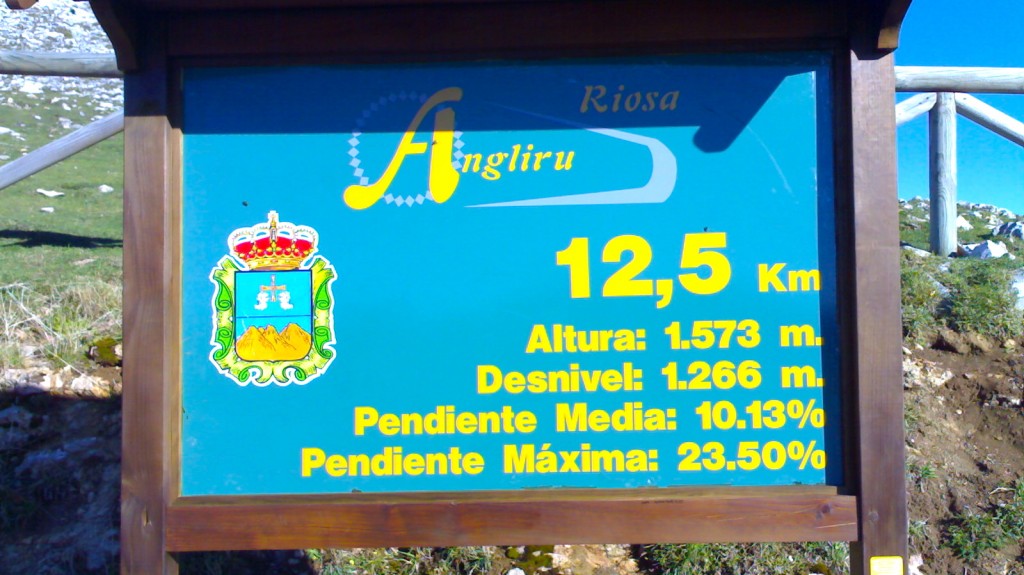 Riosa
Angliru
12,5 Km
Altura: 1.573 m.
Desnivel: 1.266 m.
Pendiente Media: 10.13%
Pendiente Máxima: 23.50%